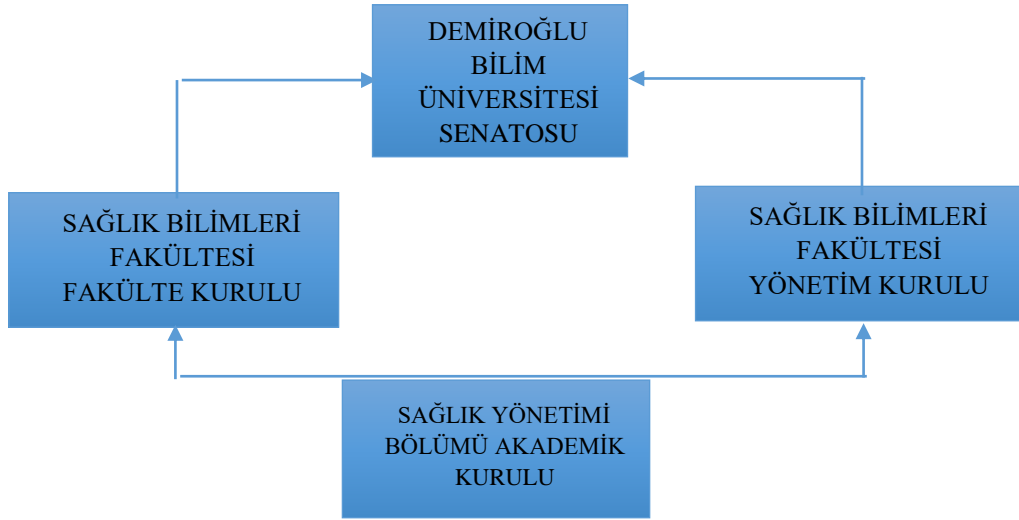 DEMİROĞLU
BİLİM
ÜNİVERSİTESİ
SENATOSU
SAĞLIK BİLİMLERİ
FAKÜLTESİ
FAKÜLTE KURULU
SAĞLIK BİLİMLERİ
FAKÜLTESİ
YÖNETİM KURULU
SAĞLIK YÖNETİMİ
BÖLÜMÜ AKADEMİK
KURULU